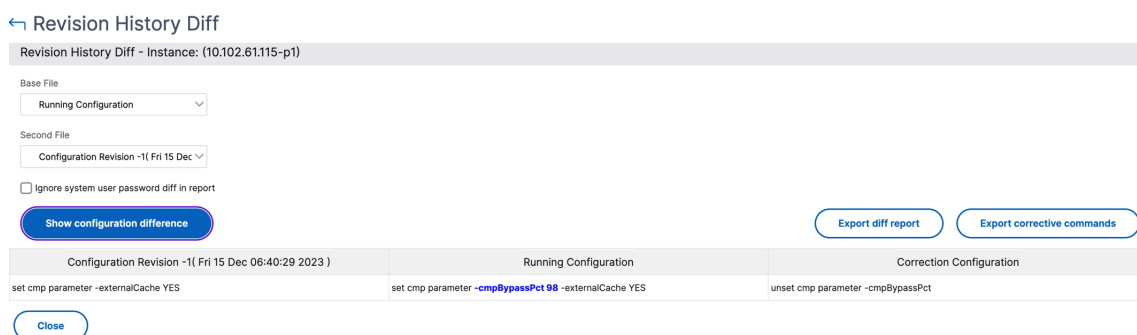 Revision History Diff
Revision History Diff - Instance: (10.102.61.115-p1)
Base File
Running Configuration
Second File
Configuration Revision -1( Fri 15 Dec
Ignore system user password diff in report
Show configuration difference
Export diff report
Export corrective commands
Configuration Revision -1( Fri 15 Dec 06:40:29 2023 )
Running Configuration
Correction Configuration
set cmp parameter -externalCache YES
set cmp parameter -cmpBypassPct 98 -externalCache YES
unset cmp parameter -cmpBypassPct
Close